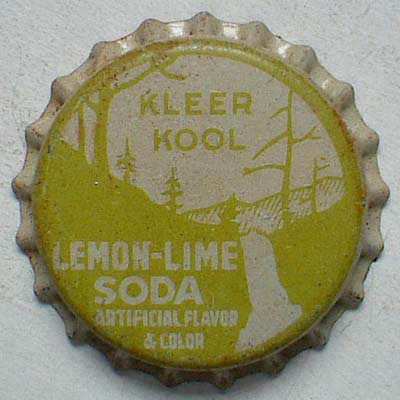 KLEER
KOOL
LEMON-LIME
SODA
ARTIFICIAL FLAVOR
& COLOR